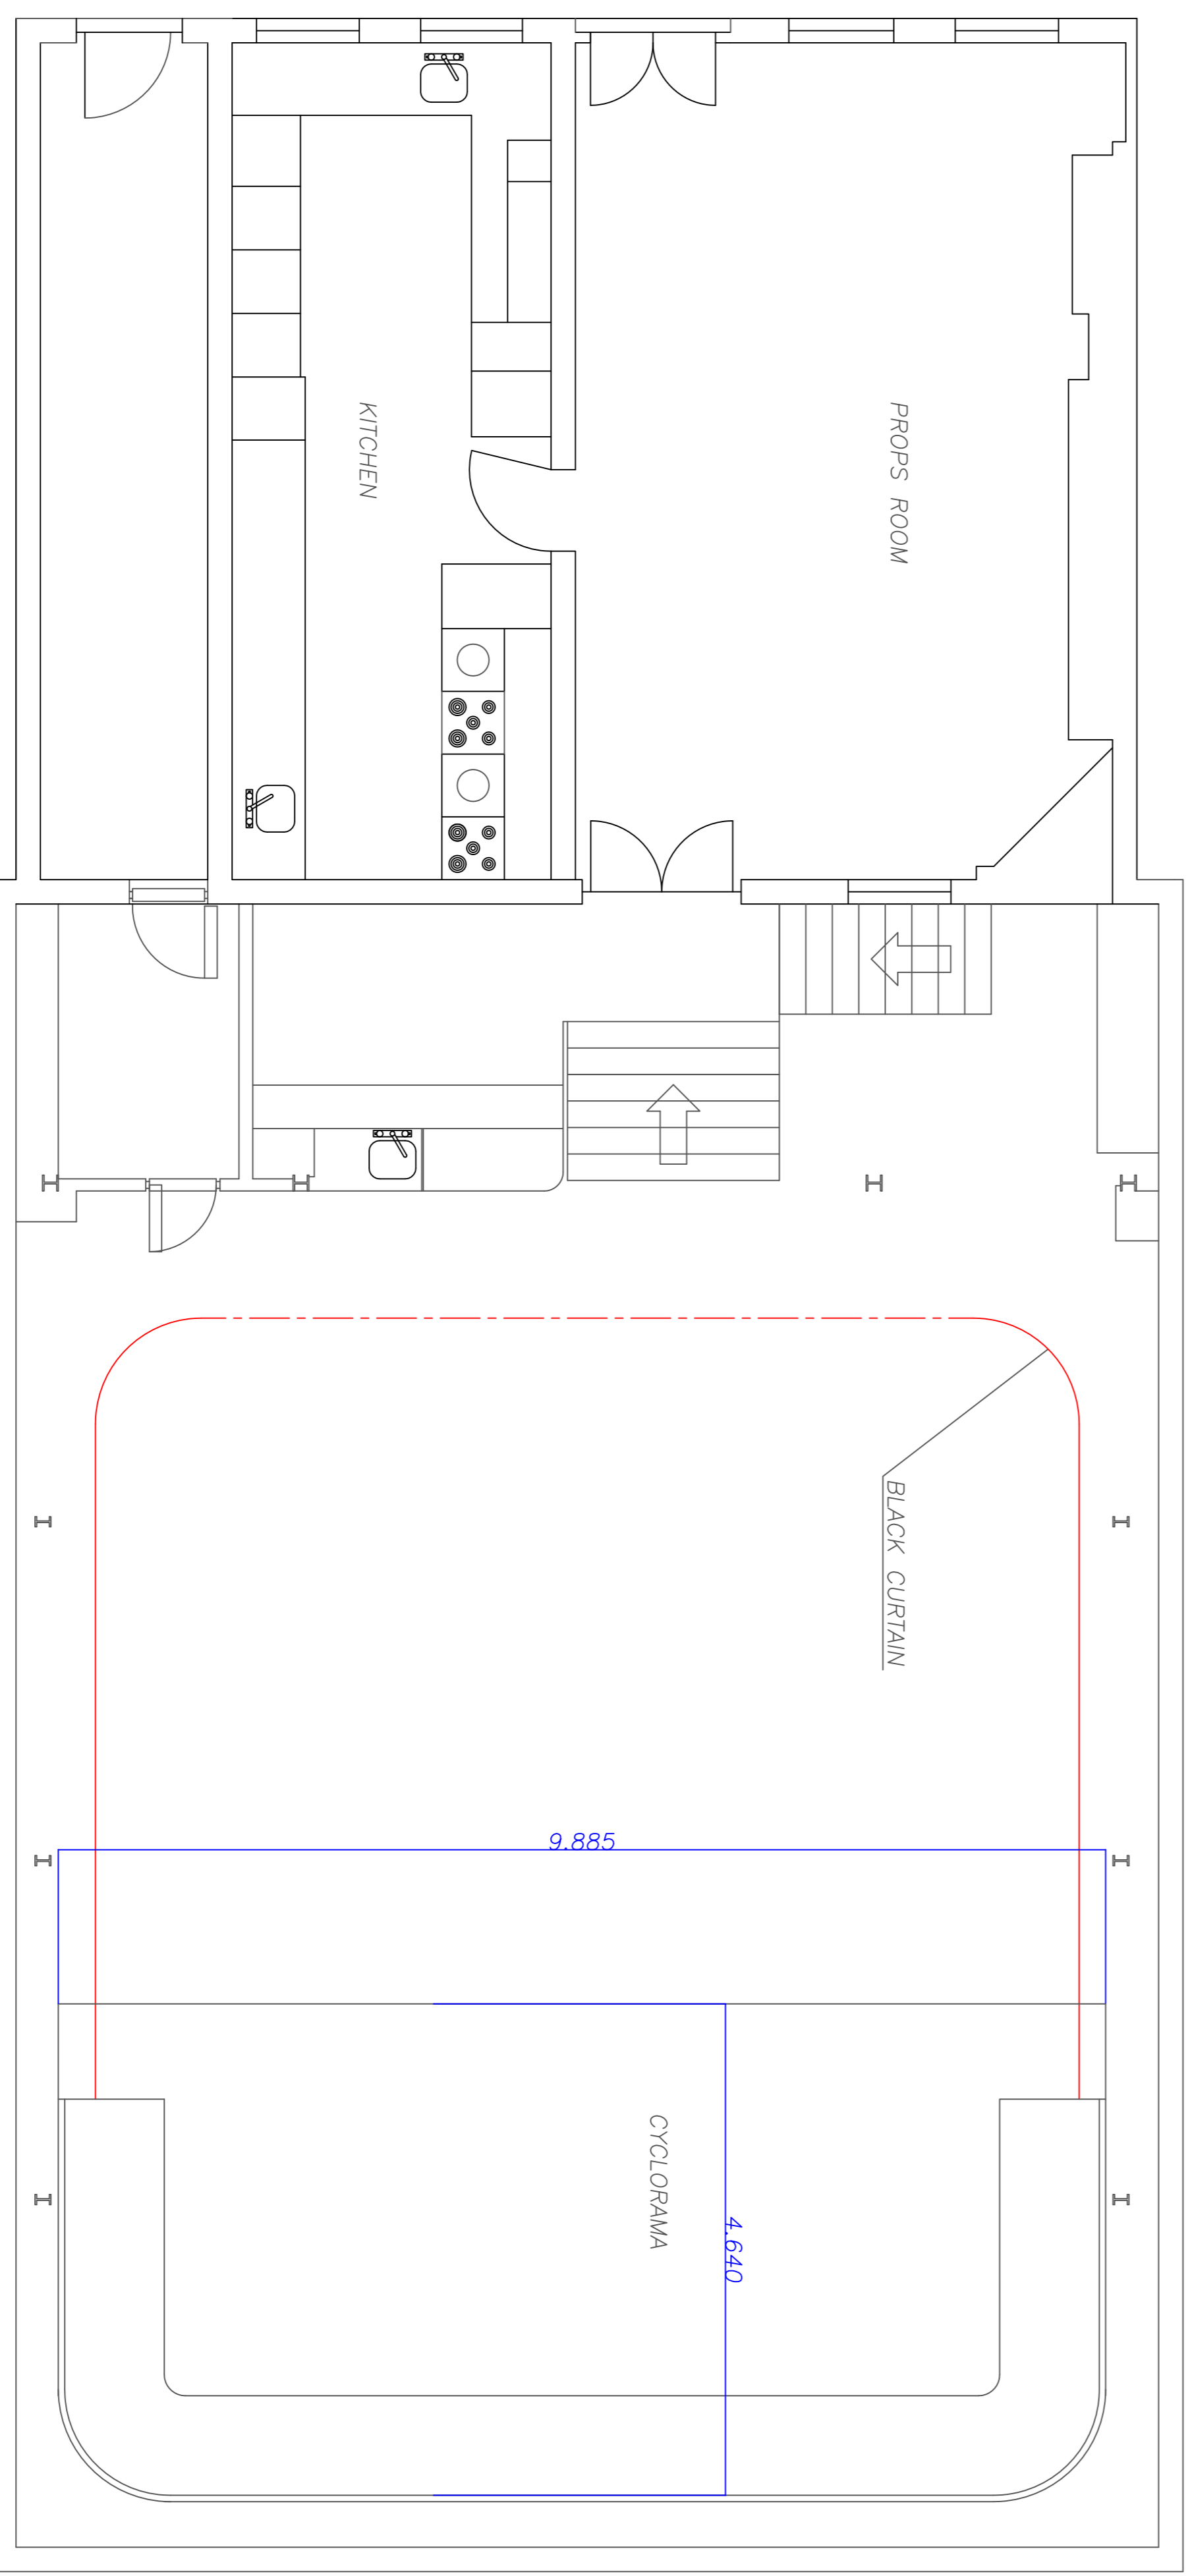 KITCHEN
PROPS ROOM
BLACK CURTAIN
9.885
CYCLORAMA
4.640